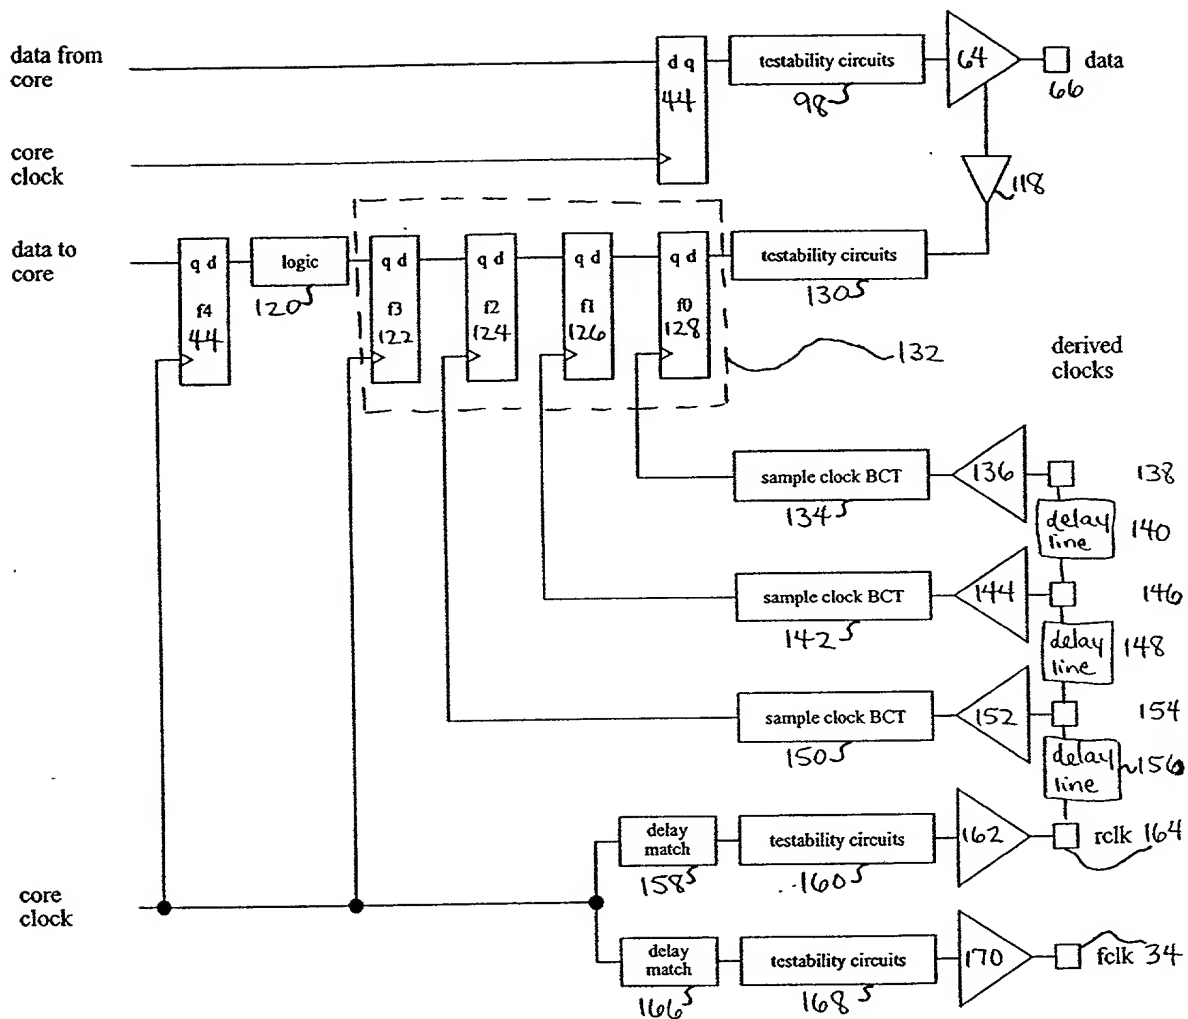 data from
core
d q
44
testability circuits
98
64
data
66
core
clock
118
data to
core
q d
f4
44
logic
120
q d
f3
122
q d
f2
124
q d
f1
126
q d
f0
128
testability circuits
130
132
derived
clocks
sample clock BCT
134
136
138
delay
line
140
sample clock BCT
142
144
146
delay
line
148
sample clock BCT
150
152
154
delay
line
156
delay
match
158
testability circuits
160
162
rclk 164
core
clock
delay
match
166
testability circuits
168
170
fclk 34